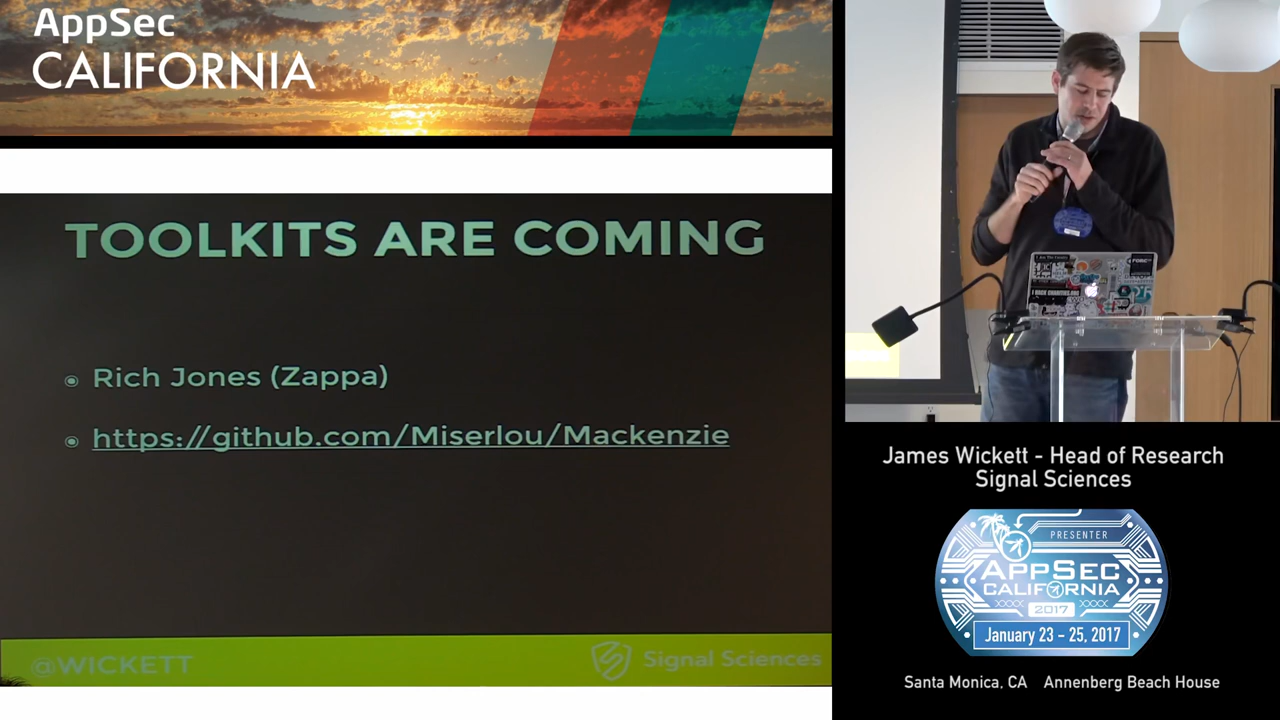 AppSec
CALIFORNIA
TOOLKITS ARE COMING
Rich Jones (Zappa)
https://github.com/Miserlou/Mackenzie
@WICKETT
Signal Sciences
James Wickett - Head of Research
Signal Sciences
PRESENTER
APPSEC
CALIFORNIA
2017
January 23 - 25, 2017
Santa Monica, CA Annenberg Beach House